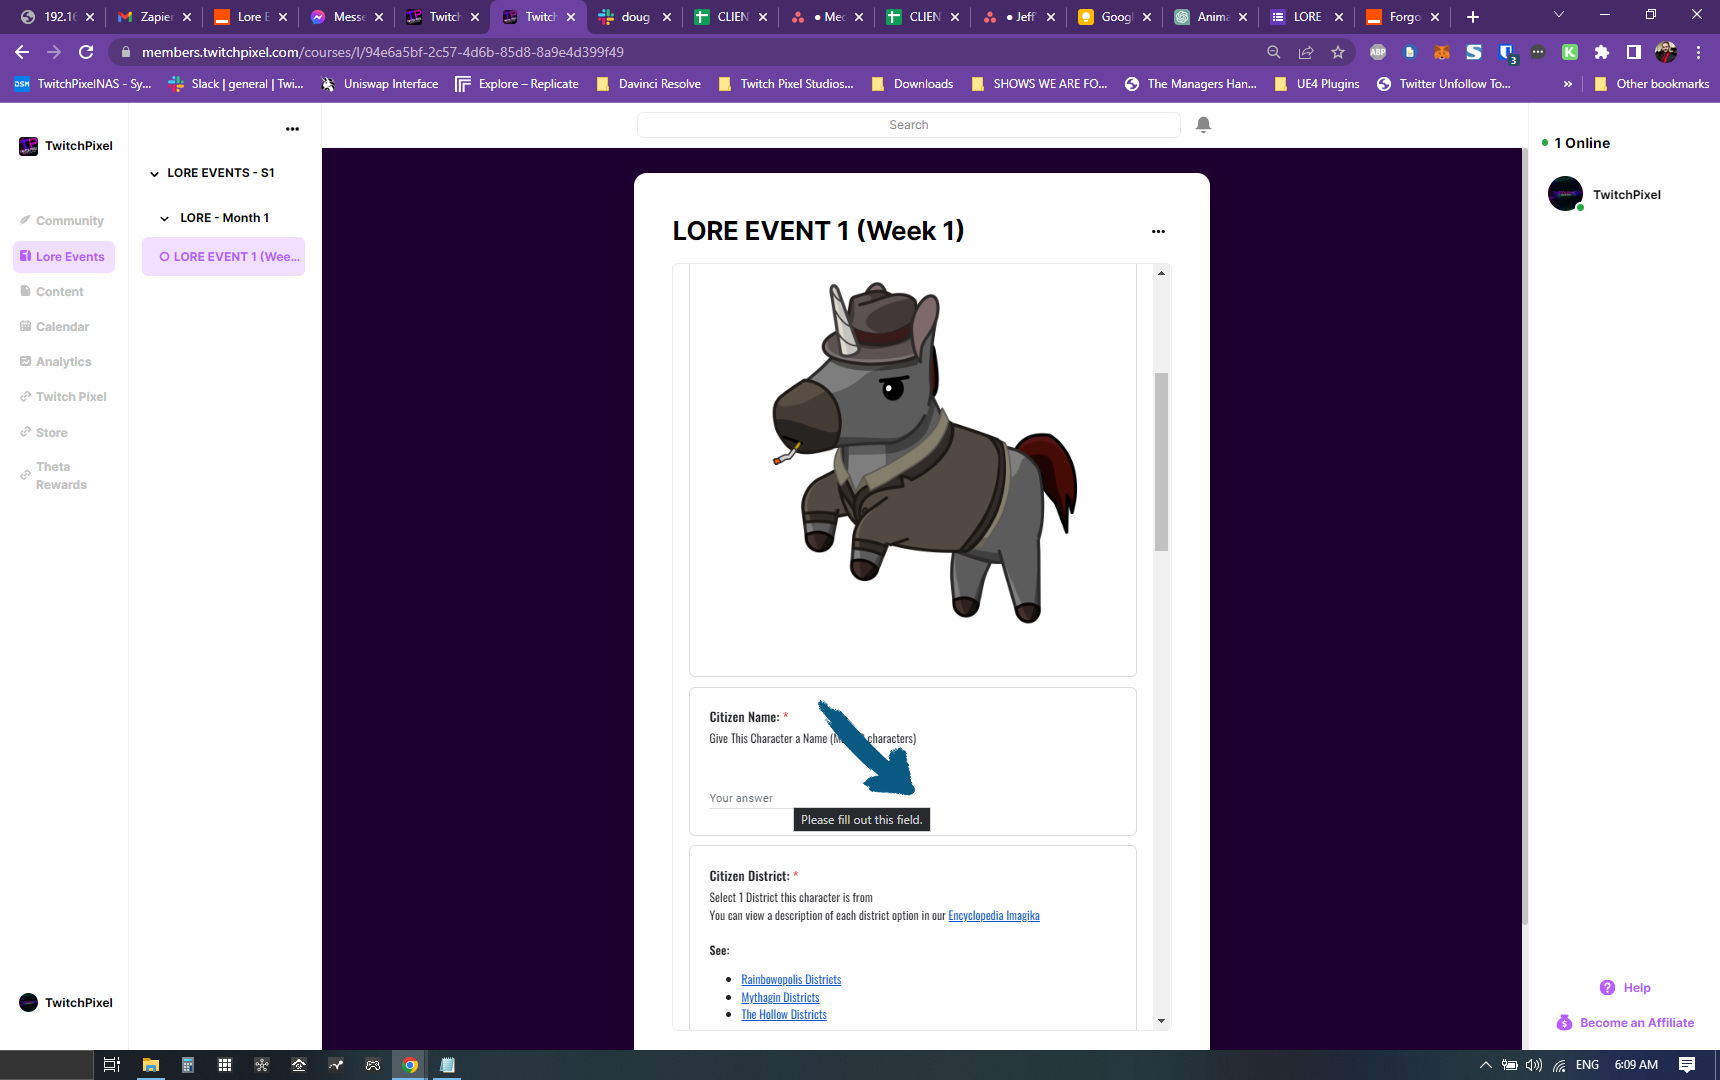 192.16
Zapier
Lore E
Messe
Twitch
Twitch
doug
CLIEN
Mec
CLIEN
Jeff
Googl
Anima
LORE
Forgo
members.twitchpixel.com/courses/l/94e6a5bf-2c57-4d6b-85d8-8a9e4d399f49
ABP
3
DSM TwitchPixelNAS - Sy...
Slack | general | Twi...
Uniswap Interface
Explore – Replicate
Davinci Resolve
Twitch Pixel Studios...
Downloads
SHOWS WE ARE FO...
The Managers Han...
UE4 Plugins
Twitter Unfollow To...
»
Other bookmarks
TwitchPixel
Community
Lore Events
Content
Calendar
Analytics
Twitch Pixel
Store
Theta
Rewards
TwitchPixel
LORE EVENTS - S1
LORE - Month 1
LORE EVENT 1 (Wee...
Search
LORE EVENT 1 (Week 1)
Citizen Name: *
Give This Character a Name ( characters)
Your answer
Please fill out this field.
Citizen District: *
Select 1 District this character is from
You can view a description of each district option in our Encyclopedia Imagika
See:
• Rainbowopolis Districts
• Mythagin Districts
• The Hollow Districts
1 Online
TwitchPixel
Help
Become an Affiliate
ENG
6:09 AM